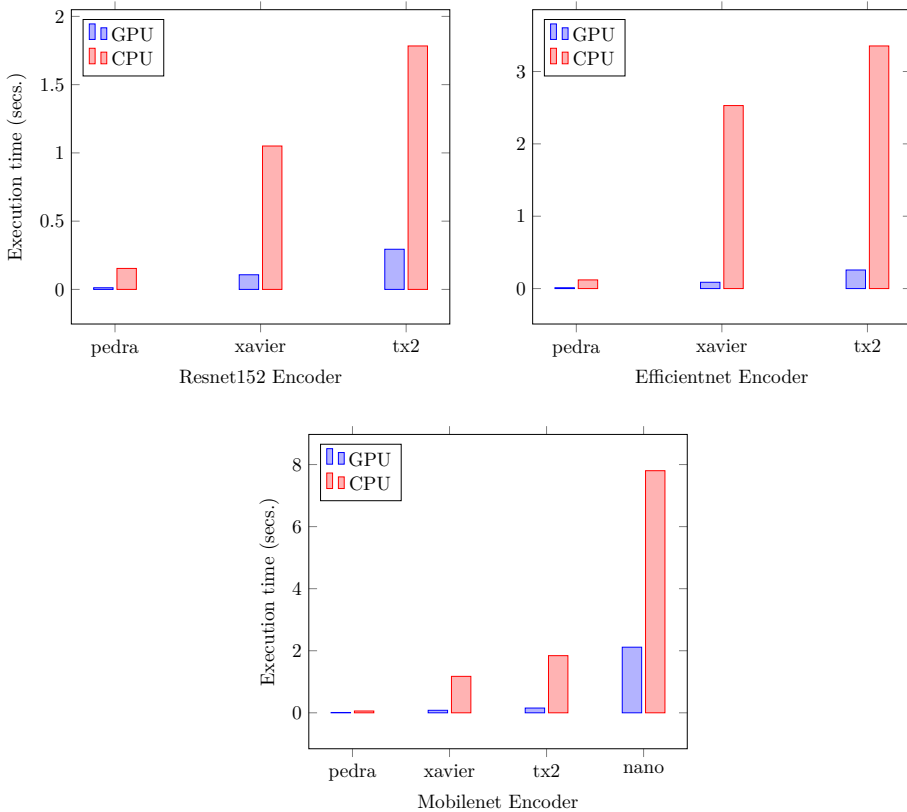 GPU
CPU
2
1.5
1
0.5
0
Execution time (secs.)
pedra xavier tx2
Resnet152 Encoder
GPU
CPU
3
2
1
0
pedra xavier tx2
Efficientnet Encoder
GPU
CPU
8
6
4
2
0
Execution time (secs.)
pedra xavier tx2 nano
Mobilenet Encoder